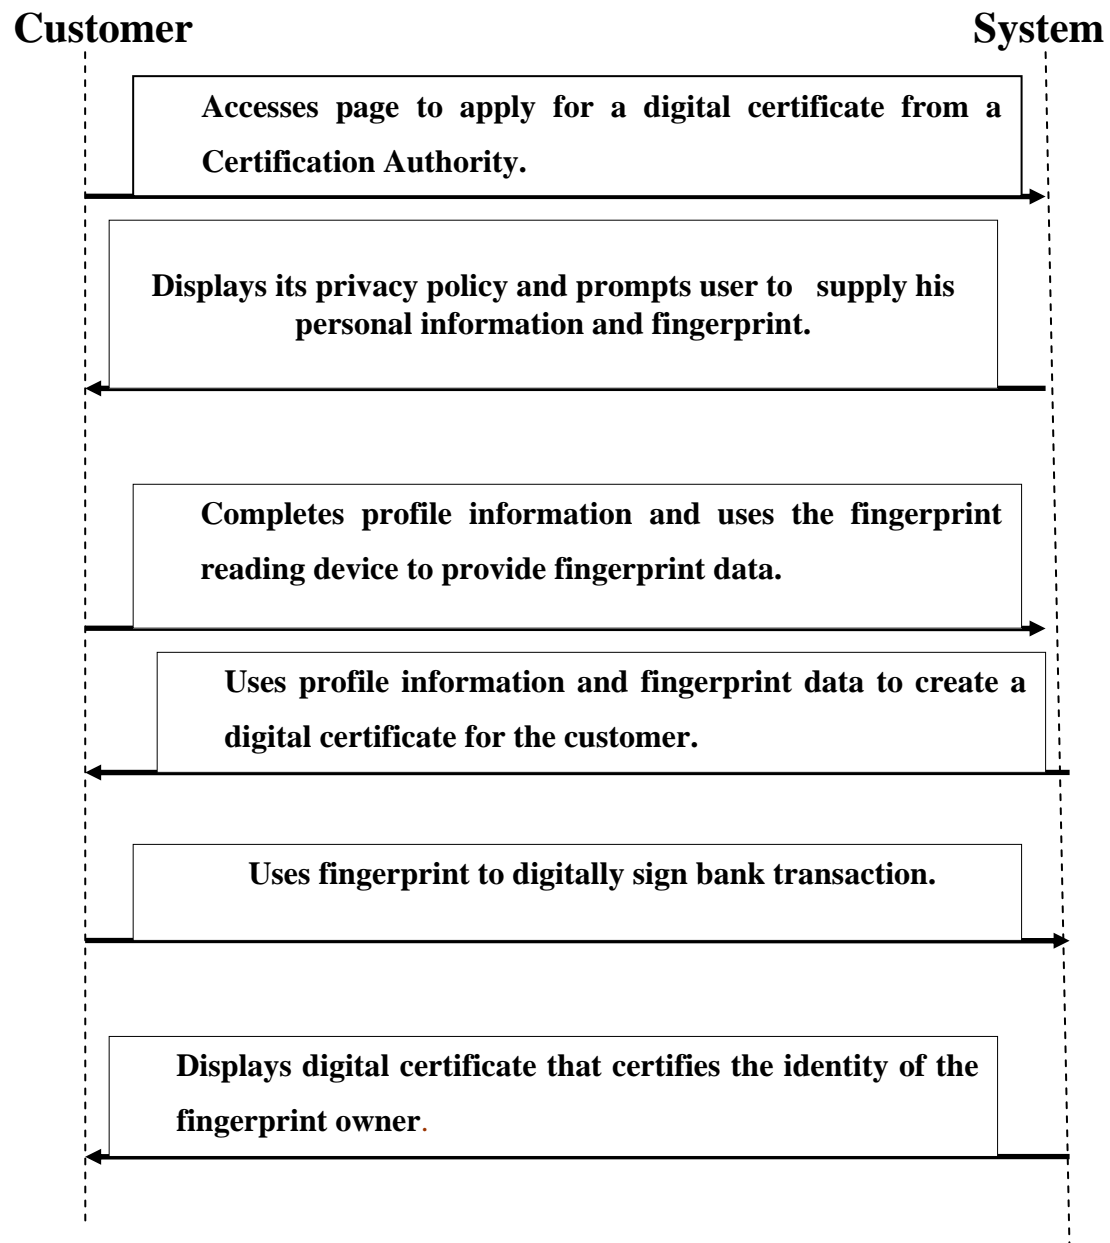 Customer System
Accesses page to apply for a digital certificate from a
Certification Authority.
Displays its privacy policy and prompts user to supply his
personal information and fingerprint.
Completes profile information and uses the fingerprint
reading device to provide fingerprint data.
Uses profile information and fingerprint data to create a
digital certificate for the customer.
Uses fingerprint to digitally sign bank transaction.
Displays digital certificate that certifies the identity of the
fingerprint owner.